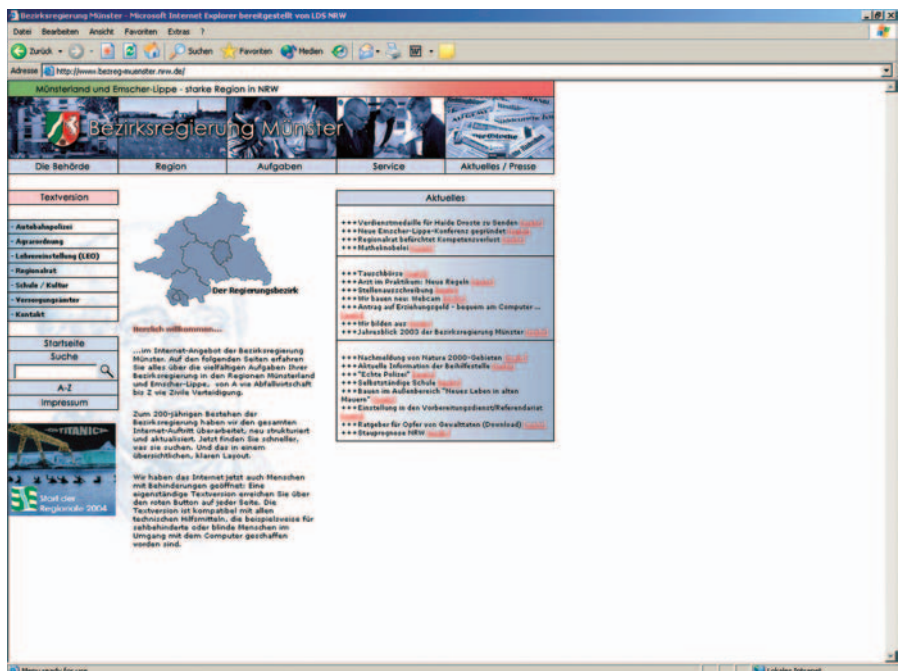 Bezirksregierung Münster - Microsoft Internet Explorer bereitgestellt von LDS NRW
Datei Bearbeiten Ansicht Favoriten Extras ?
Zurück Suchen Favoriten Medien
Adresse http://www.bezreg-muenster.nrw.de/
Münsterland und Emscher-Lippe - starke Region in NRW
Bezirksregierung Münster
Die Behörde Region Aufgaben Service Aktuelles / Presse
Textversion
- Autobahnpolizei
- Agrarordnung
- Lehrereinstellung (LEO)
- Regionalrat
- Schule / Kultur
- Versorgungsämter
- Kontakt
Startseite
Suche
A-Z
Impressum
TITANIC
Start der
Regionale 2004
Der Regierungsbezirk
Herzlich willkommen...
...im Internet-Angebot der Bezirksregierung
Münster. Auf den folgenden Seiten erfahren
Sie alles über die vielfältigen Aufgaben Ihrer
Bezirksregierung in den Regionen Münsterland
und Emscher-Lippe, von A wie Abfallwirtschaft
bis Z wie Zivile Verteidigung.
Zum 200-jährigen Bestehen der
Bezirksregierung haben wir den gesamten
Internet-Auftritt überarbeitet, neu strukturiert
und aktualisiert. Jetzt finden Sie schneller,
was sie suchen. Und das in einem
übersichtlichen, klaren Layout.
Wir haben das Internet jetzt auch Menschen
mit Behinderungen geöffnet: Eine
eigenständige Textversion erreichen Sie über
den roten Button auf jeder Seite. Die
Textversion ist kompatibel mit allen
technischen Hilfsmitteln, die beispielsweise für
sehbehinderte oder blinde Menschen im
Umgang mit dem Computer geschaffen
worden sind.
Aktuelles
+++Verdienstmedaille für Heide Droste zu Senden
+++Neue Emscher-Lippe-Konferenz gegründet
+++Regionalrat befürchtet Kompetenzverlust
+++Matheknobelei
+++Tauschbörse
+++Arzt im Praktikum: Neue Regeln
+++Stellenausschreibung
+++Wir bauen neu: Webcam
+++Antrag auf Erziehungsgeld - bequem am Computer ...
+++Wir bilden aus
+++Jahresblick 2003 der Bezirksregierung Münster
+++Nachmeldung von Natura 2000-Gebieten
+++Aktuelle Information der Beihilfestelle
+++"Echte Polizei"
+++Selbstständige Schule
+++Bauen im Außenbereich "Neues Leben in alten
Mauern"
+++Einstellung in den Vorbereitungsdienst/Referendariat
+++Ratgeber für Opfer von Gewalttaten (Download)
+++Stauprognose NRW
Lokales Intranet